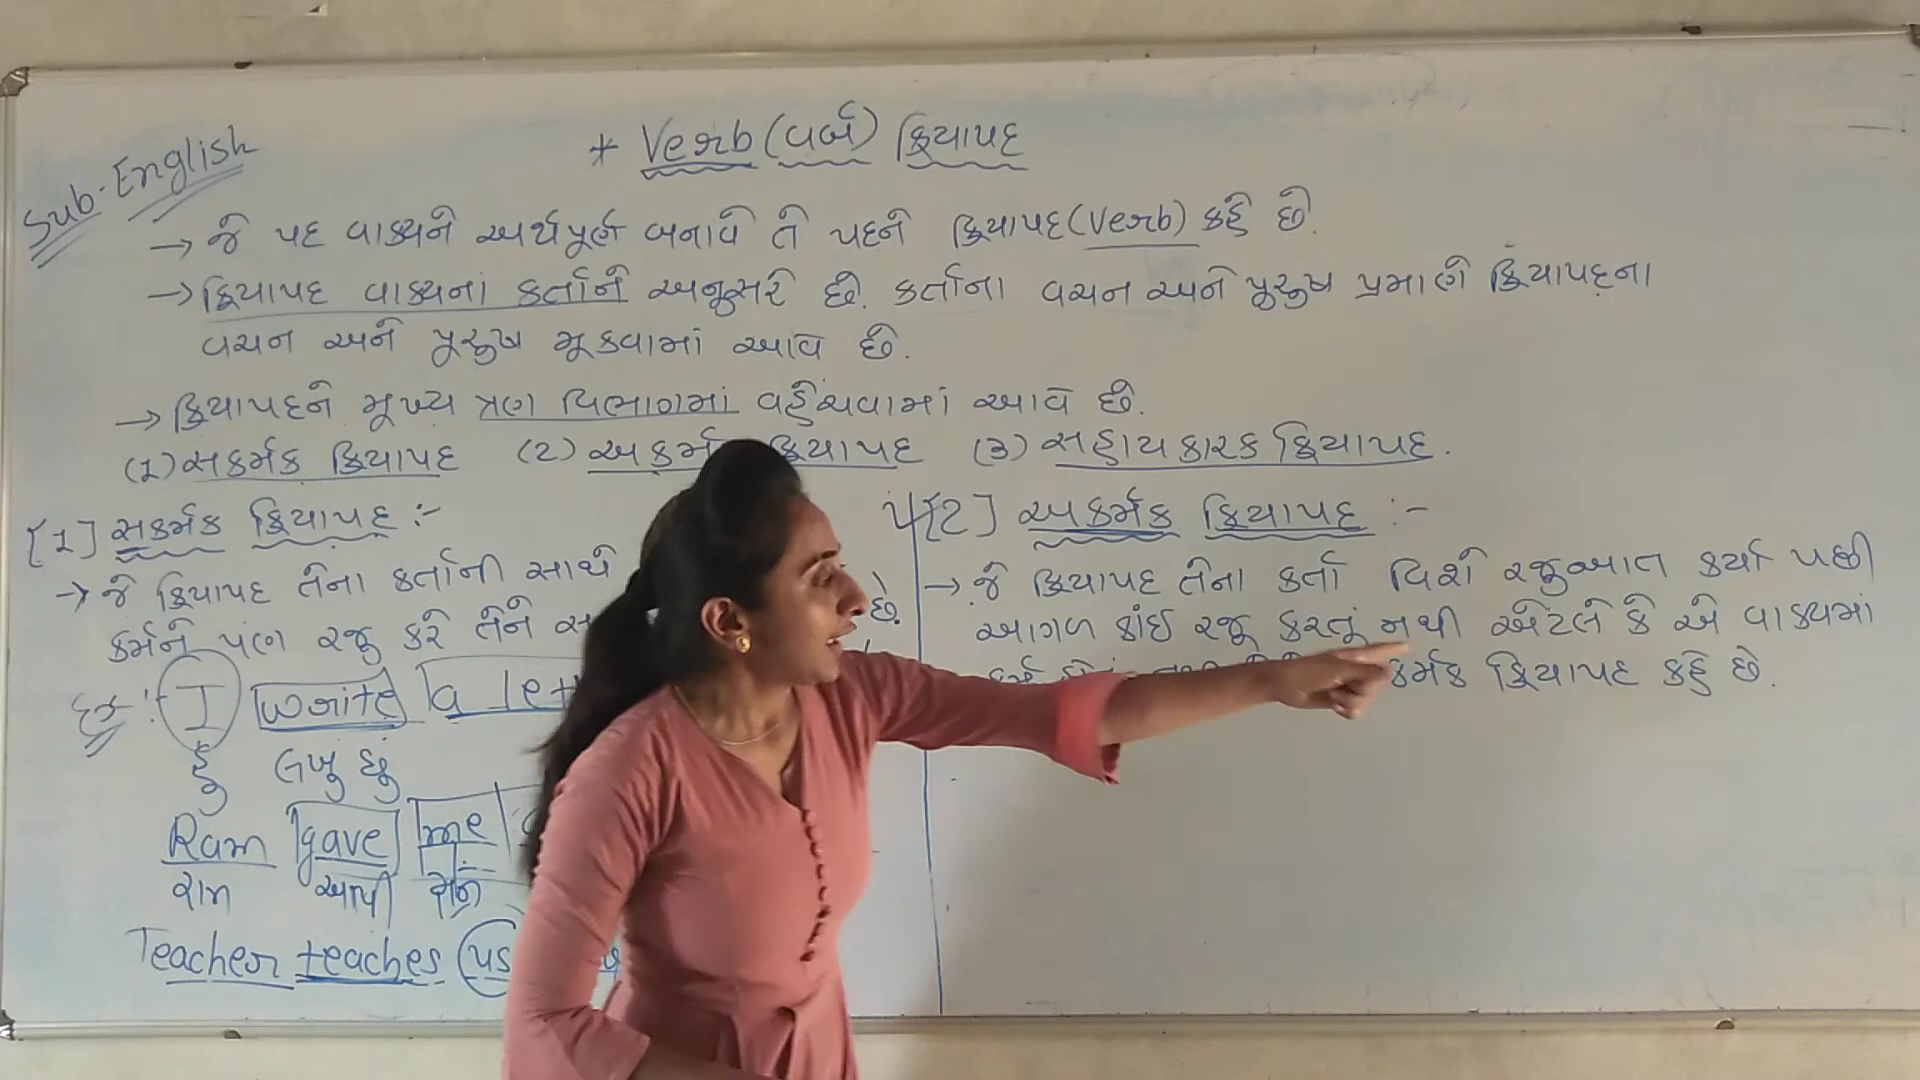 Sub-English
* Verb (વર્બ) ક્રિયાપદ
→ જે પદ વાક્યને અર્થપૂર્ણ બનાવે તે પદને ક્રિયાપદ (Verb) કહે છે.
→ ક્રિયાપદ વાક્યનાં કર્તાને અનુસરે છે. કર્તાના વચન અને પુરુષ પ્રમાણે ક્રિયાપદના
વચન અને પુરુષ મૂકવામાં આવે છે.
→ ક્રિયાપદને મુખ્ય ત્રણ વિભાગમાં વહેંચવામાં આવે છે.
(1) સકર્મક ક્રિયાપદ (2) અકર્મ ક્રિયાપદ (૩) સહાયકારક ક્રિયાપદ.
[1] સકર્મક ક્રિયાપદ :-
→ જે ક્રિયાપદ તેના કર્તાની સાથે
કર્મને પણ રજૂ કરે તેને સ છે.
I write a let
હું લખુ છું
Ram gave me
રામ આપી મને
Teacher teaches us
[2] અકર્મક ક્રિયાપદ :-
→ જે ક્રિયાપદ તેના કર્તા વિશે રજુઆત કર્યા પછી
આગળ કાંઇ રજૂ કરતું નથી એટલે કે એ વાક્યમાં
કર્મક ક્રિયાપદ કહે છે.